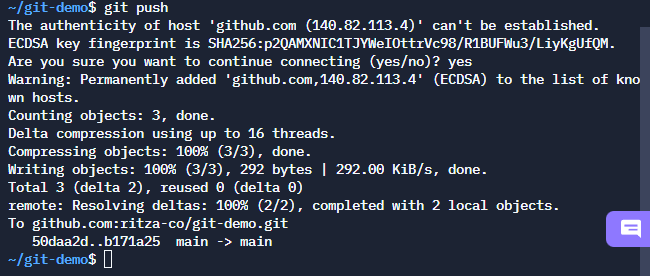 ~/git-demo$ git push
The authenticity of host 'github.com (140.82.113.4)' can't be established.
ECDSA key fingerprint is SHA256:p2QAMXNIC1TJYWeIOttrVc98/R1BUFWu3/LiyKgUfQM.
Are you sure you want to continue connecting (yes/no)? yes
Warning: Permanently added 'github.com,140.82.113.4' (ECDSA) to the list of kno
wn hosts.
Counting objects: 3, done.
Delta compression using up to 16 threads.
Compressing objects: 100% (3/3), done.
Writing objects: 100% (3/3), 292 bytes | 292.00 KiB/s, done.
Total 3 (delta 2), reused 0 (delta 0)
remote: Resolving deltas: 100% (2/2), completed with 2 local objects.
To github.com:ritza-co/git-demo.git
   50daa2d..b171a25  main -> main
~/git-demo$